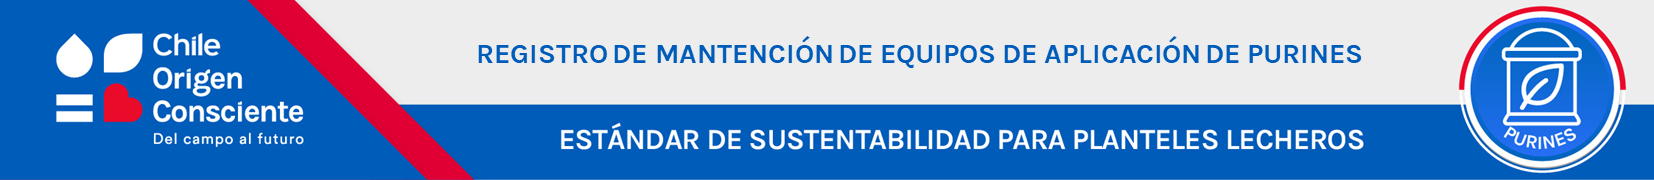 Chile
Origen
Consciente
Del campo al futuro
REGISTRO DE MANTENCIÓN DE EQUIPOS DE APLICACIÓN DE PURINES
ESTÁNDAR DE SUSTENTABILIDAD PARA PLANTELES LECHEROS
PURINES